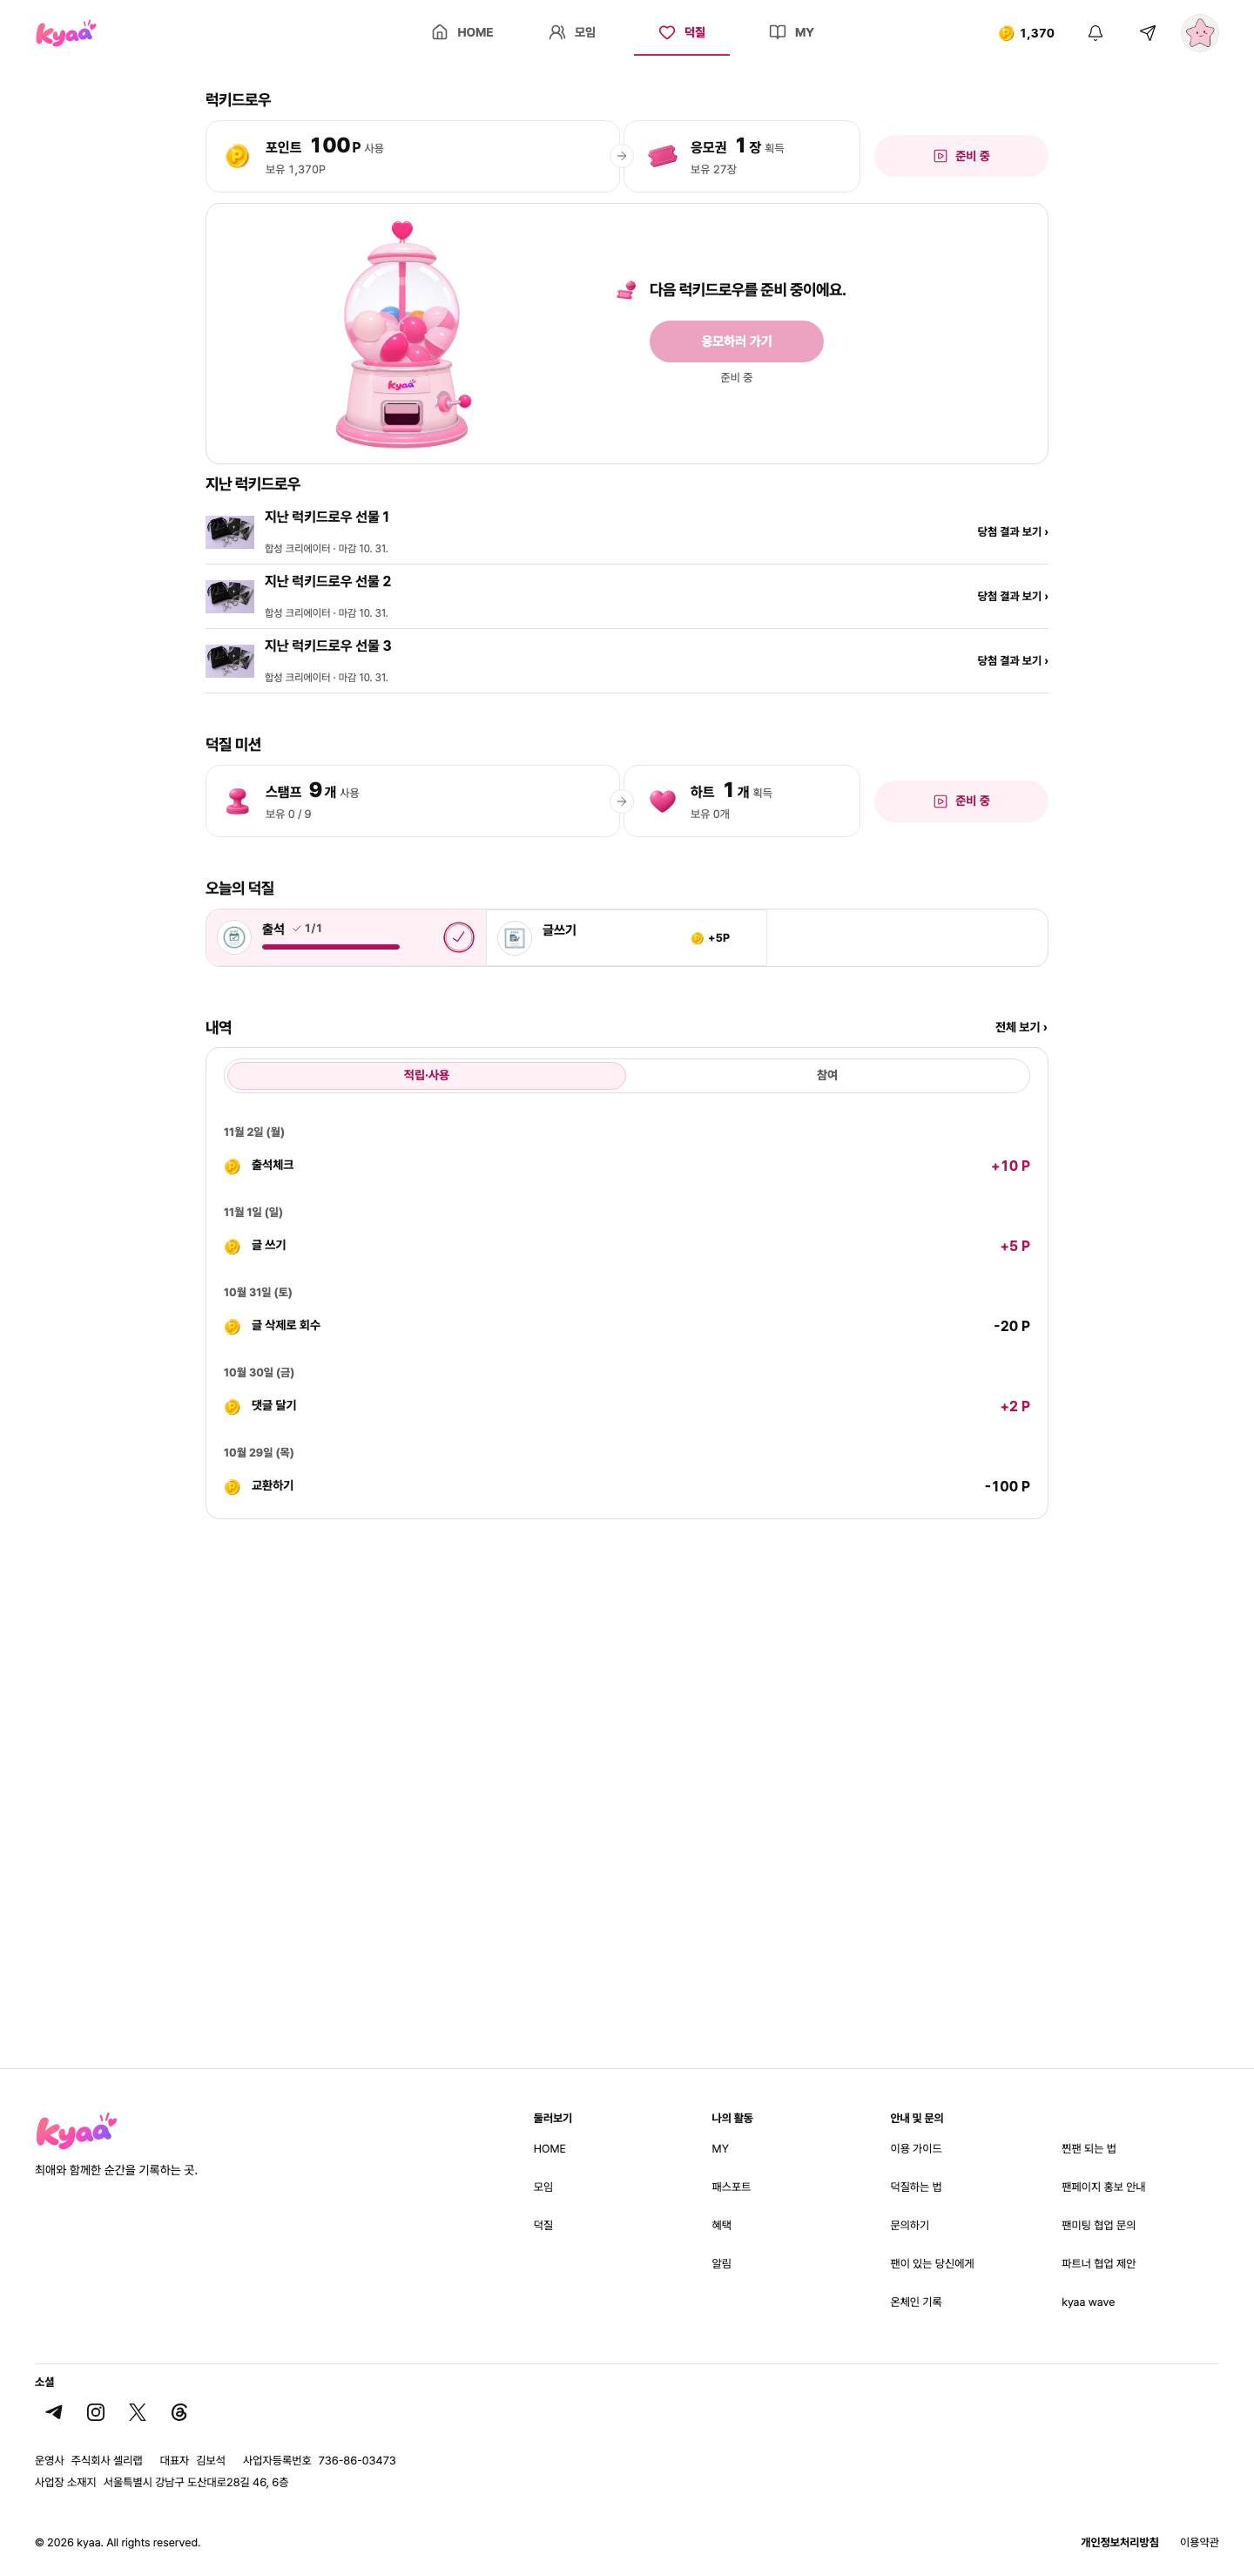 kyaa
HOME
모임
덕질
MY
1,370
럭키드로우
포인트 100P 사용
보유 1,370P
응모권 1장 획득
보유 27장
준비 중
kyaa
다음 럭키드로우를 준비 중이에요.
응모하러 가기
준비 중
지난 럭키드로우
지난 럭키드로우 선물 1
합성 크리에이터 · 마감 10. 31.
당첨 결과 보기 ›
지난 럭키드로우 선물 2
합성 크리에이터 · 마감 10. 31.
당첨 결과 보기 ›
지난 럭키드로우 선물 3
합성 크리에이터 · 마감 10. 31.
당첨 결과 보기 ›
덕질 미션
스탬프 9개 사용
보유 0 / 9
하트 1개 획득
보유 0개
준비 중
오늘의 덕질
출석 1/1
글쓰기
+5P
내역
전체 보기 ›
적립·사용
참여
11월 2일 (월)
출석체크
+10 P
11월 1일 (일)
글 쓰기
+5 P
10월 31일 (토)
글 삭제로 회수
-20 P
10월 30일 (금)
댓글 달기
+2 P
10월 29일 (목)
교환하기
-100 P
kyaa
최애와 함께한 순간을 기록하는 곳.
둘러보기
HOME
모임
덕질
나의 활동
MY
패스포트
혜택
알림
안내 및 문의
이용 가이드
덕질하는 법
문의하기
팬이 있는 당신에게
온체인 기록
찐팬 되는 법
팬페이지 홍보 안내
팬미팅 협업 문의
파트너 협업 제안
kyaa wave
소셜
운영사 주식회사 셀리랩 대표자 김보석 사업자등록번호 736-86-03473
사업장 소재지 서울특별시 강남구 도산대로28길 46, 6층
© 2026 kyaa. All rights reserved.
개인정보처리방침
이용약관